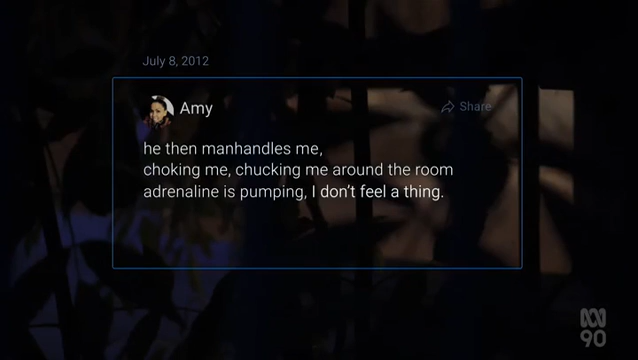 July 8, 2012
Amy
Share
he then manhandles me,
choking me, chucking me around the room
adrenaline is pumping, I don’t feel a thing.
90